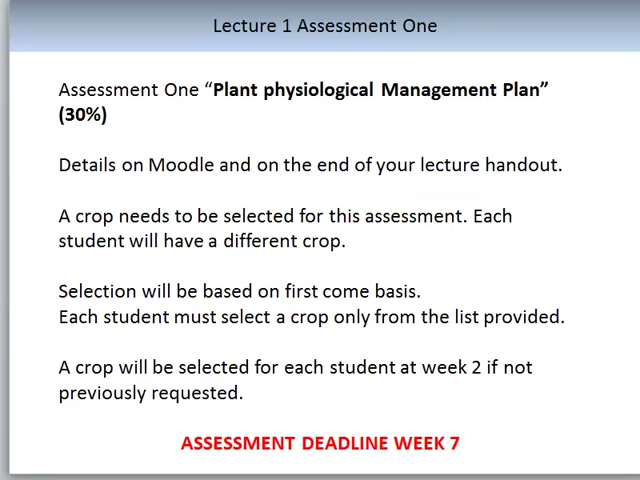 Lecture 1 Assessment One
Assessment One “Plant physiological Management Plan”
(30%)
Details on Moodle and on the end of your lecture handout.
A crop needs to be selected for this assessment. Each
student will have a different crop.
Selection will be based on first come basis.
Each student must select a crop only from the list provided.
A crop will be selected for each student at week 2 if not
previously requested.
ASSESSMENT DEADLINE WEEK 7